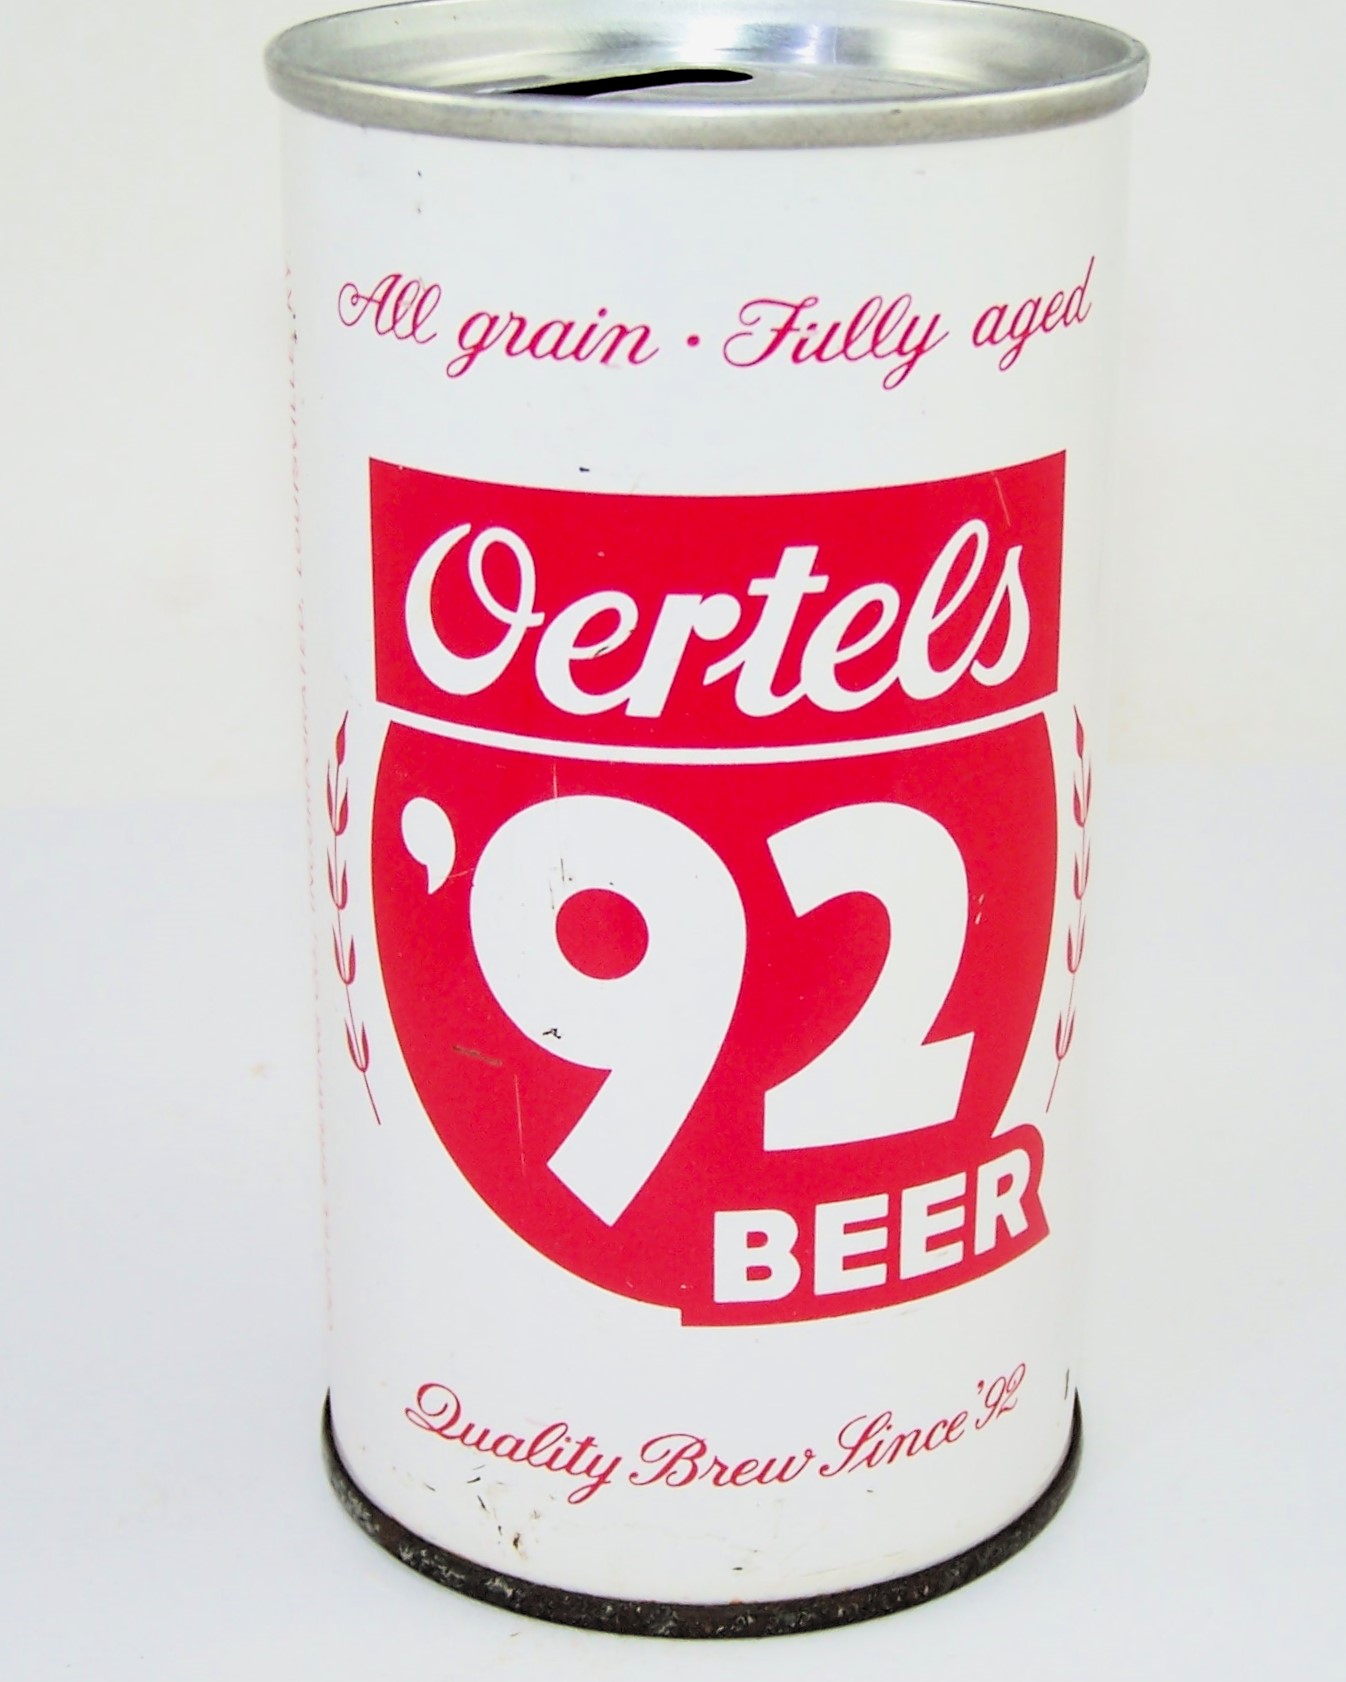 All grain · Fully aged
Oertels
'92
BEER
Quality Brew Since '92